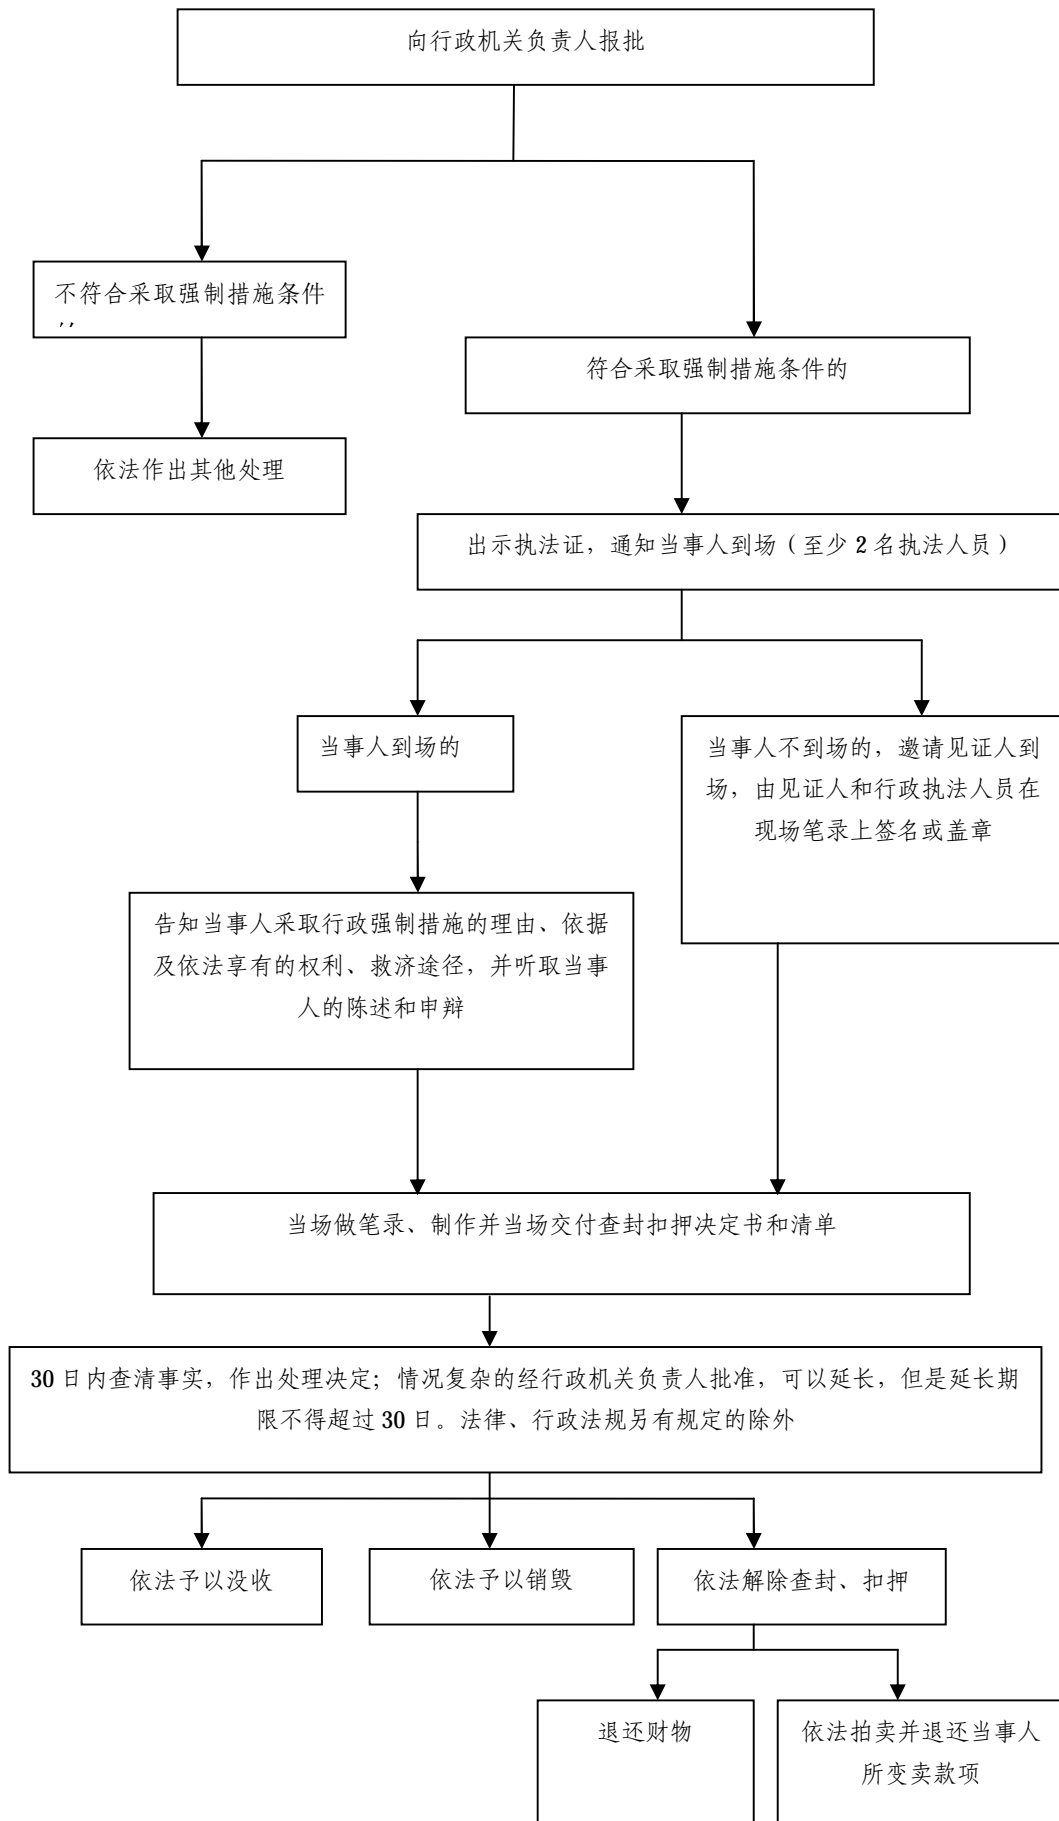 向行政机关负责人报批
不符合采取强制措施条件
符合采取强制措施条件的
依法作出其他处理
出示执法证，通知当事人到场（至少 2 名执法人员）
当事人到场的
当事人不到场的，邀请见证人到
场，由见证人和行政执法人员在
现场笔录上签名或盖章
告知当事人采取行政强制措施的理由、依据
及依法享有的权利、救济途径，并听取当事
人的陈述和申辩
当场做笔录、制作并当场交付查封扣押决定书和清单
30 日内查清事实，作出处理决定；情况复杂的经行政机关负责人批准，可以延长，但是延长期
限不得超过 30 日。法律、行政法规另有规定的除外
依法予以没收
依法予以销毁
依法解除查封、扣押
退还财物
依法拍卖并退还当事人
所变卖款项